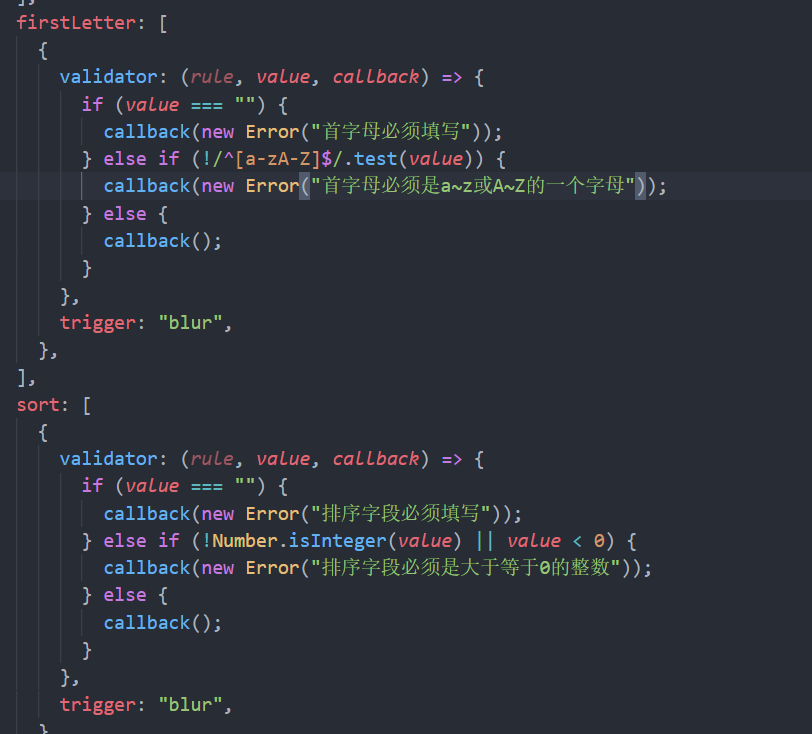 ],
firstLetter: [
{
validator: (rule, value, callback) => {
if (value === "") {
callback(new Error("首字母必须填写"));
} else if (!/^[a-zA-Z]$/.test(value)) {
callback(new Error("首字母必须是a~z或A~Z的一个字母"));
} else {
callback();
}
},
trigger: "blur",
},
],
sort: [
{
validator: (rule, value, callback) => {
if (value === "") {
callback(new Error("排序字段必须填写"));
} else if (!Number.isInteger(value) || value < 0) {
callback(new Error("排序字段必须是大于等于0的整数"));
} else {
callback();
}
},
trigger: "blur",
}